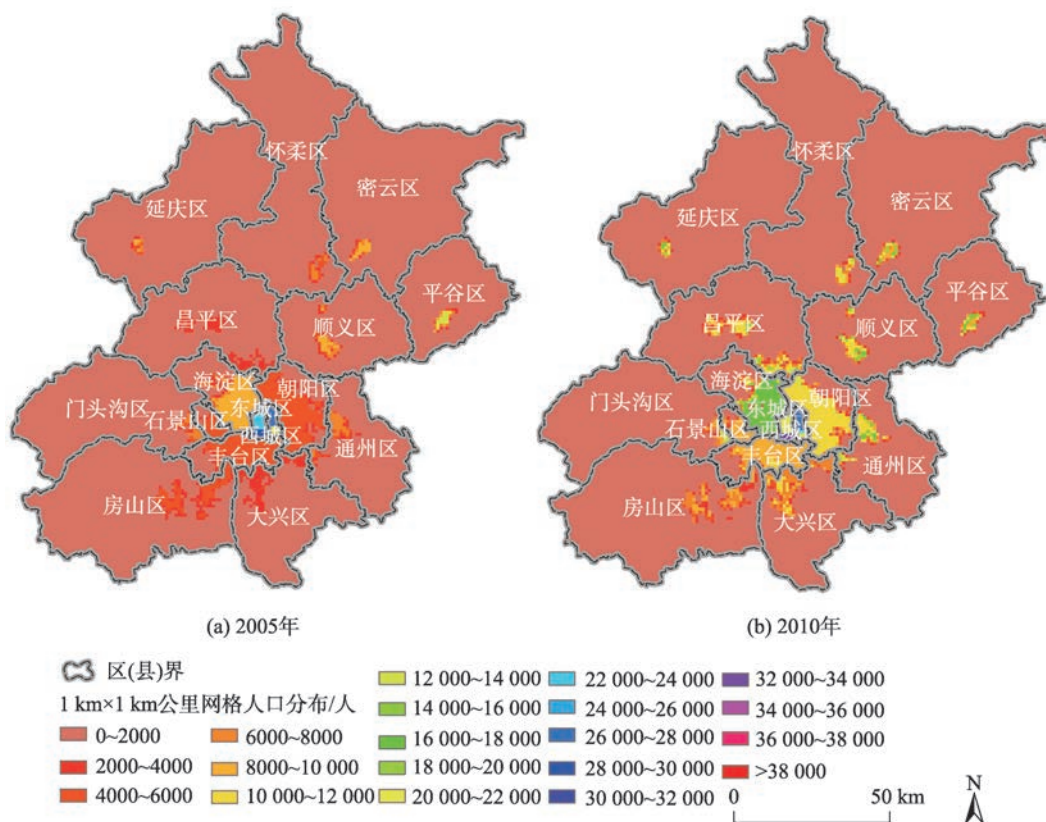 怀柔区
密云区
延庆区
平谷区
昌平区
顺义区
海淀区
朝阳区
门头沟区
东城区
石景山区
西城区
通州区
丰台区
房山区
大兴区
(a) 2005年
怀柔区
密云区
延庆区
平谷区
昌平区
顺义区
海淀区
朝阳区
门头沟区
东城区
石景山区
西城区
通州区
丰台区
房山区
大兴区
(b) 2010年
区(县)界
1 km×1 km公里网格人口分布/人
0~2000
2000~4000
4000~6000
6000~8000
8000~10 000
10 000~12 000
12 000~14 000
14 000~16 000
16 000~18 000
18 000~20 000
20 000~22 000
22 000~24 000
24 000~26 000
26 000~28 000
28 000~30 000
30 000~32 000
32 000~34 000
34 000~36 000
36 000~38 000
>38 000
0 50 km
N